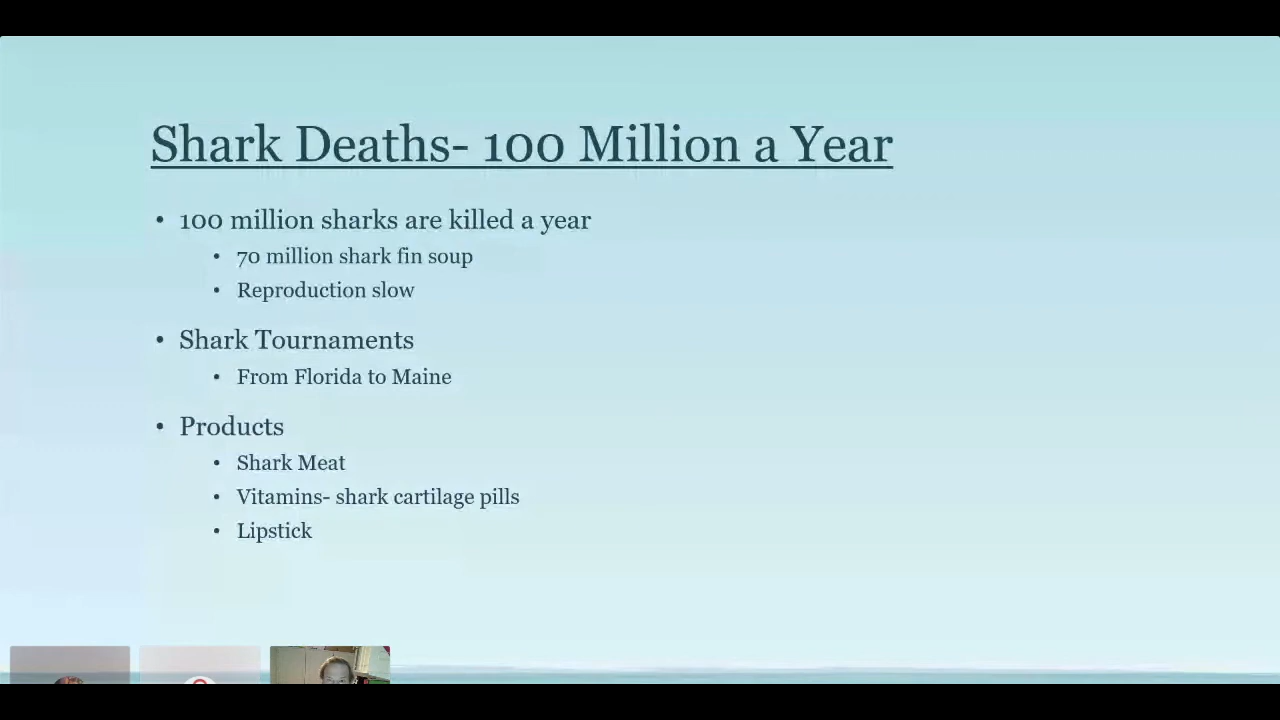 Shark Deaths- 100 Million a Year
• 100 million sharks are killed a year
• 70 million shark fin soup
• Reproduction slow
• Shark Tournaments
• From Florida to Maine
• Products
• Shark Meat
• Vitamins- shark cartilage pills
• Lipstick